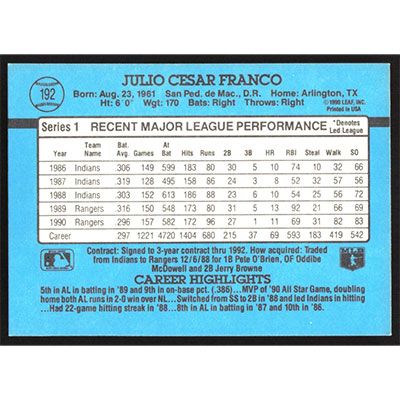 192
JULIO CESAR FRANCO
Born: Aug. 23, 1961 San Ped. de Mac., D.R. Home: Arlington, TX
Ht: 6'0" Wgt: 170 Bats: Right Throws: Right
©1990 LEAF, INC.
PRINTED IN USA
Series 1 RECENT MAJOR LEAGUE PERFORMANCE *Denotes Led League
Year Team Name Bat. Avg. Games At Bat Hits Runs 2B 3B HR RBI Steal Walk SO
1986 Indians .306 149 599 183 80 30 5 10 74 10 32 66
1987 Indians .319 128 495 158 86 24 3 8 52 32 57 56
1988 Indians .303 152 613 186 88 23 6 10 54 25 56 72
1989 Rangers .316 150 548 173 80 31 5 13 92 21 66 69
1990 Rangers .296 157 582 172 96 27 1 11 69 31 82 83
Career .297 1221 4720 1404 680 215 37 69 593 178 419 542
Contract: Signed to 3-year contract thru 1992. How acquired: Traded
from Indians to Rangers 12/6/88 for 1B Pete O'Brien, OF Oddibe
McDowell and 2B Jerry Browne
MLB
CAREER HIGHLIGHTS
5th in AL in batting in '89 and 9th in on-base pct (.386)...MVP of '90 All Star Game, doubling
home both AL runs in 2-0 win over NL...Switched from SS to 2B in '88 and led Indians in hitting
...Had 22-game hitting streak in '88...8th in AL in batting in '87 and 10th in '86.